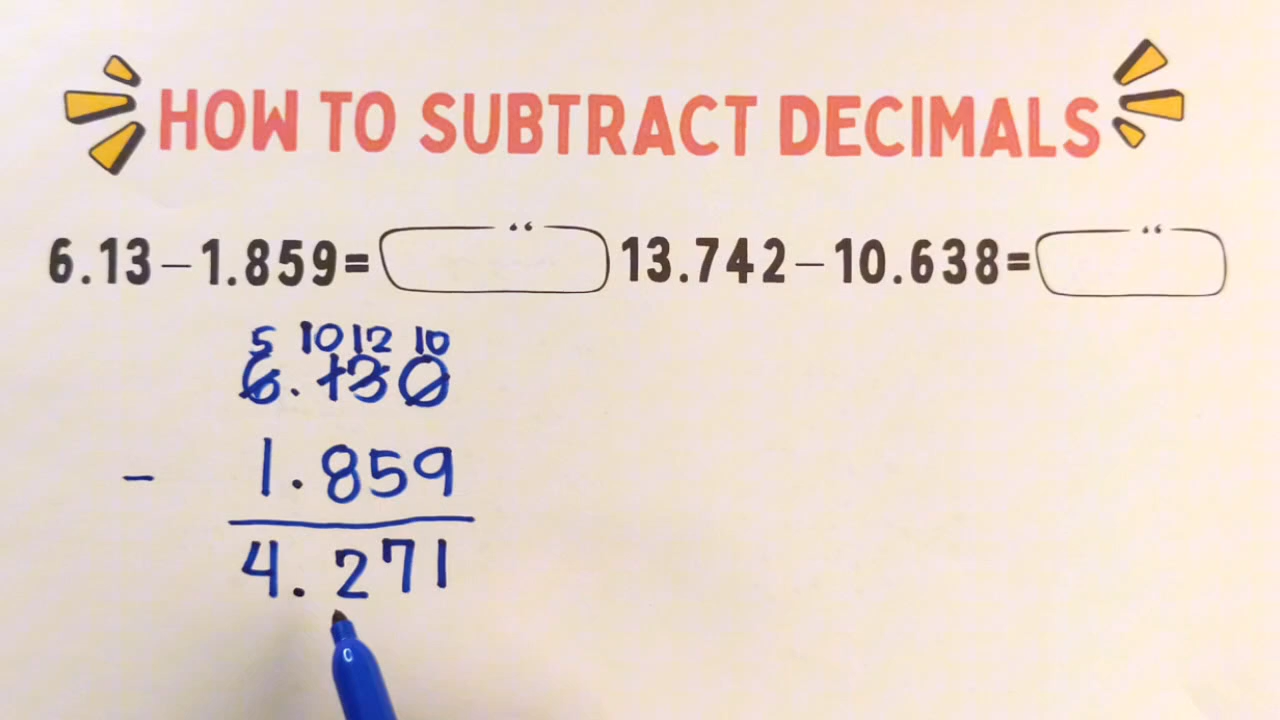 HOW TO SUBTRACT DECIMALS
6.13-1.859=
13.742-10.638=
5 10 12 10
6.130
- 1.859
4.271